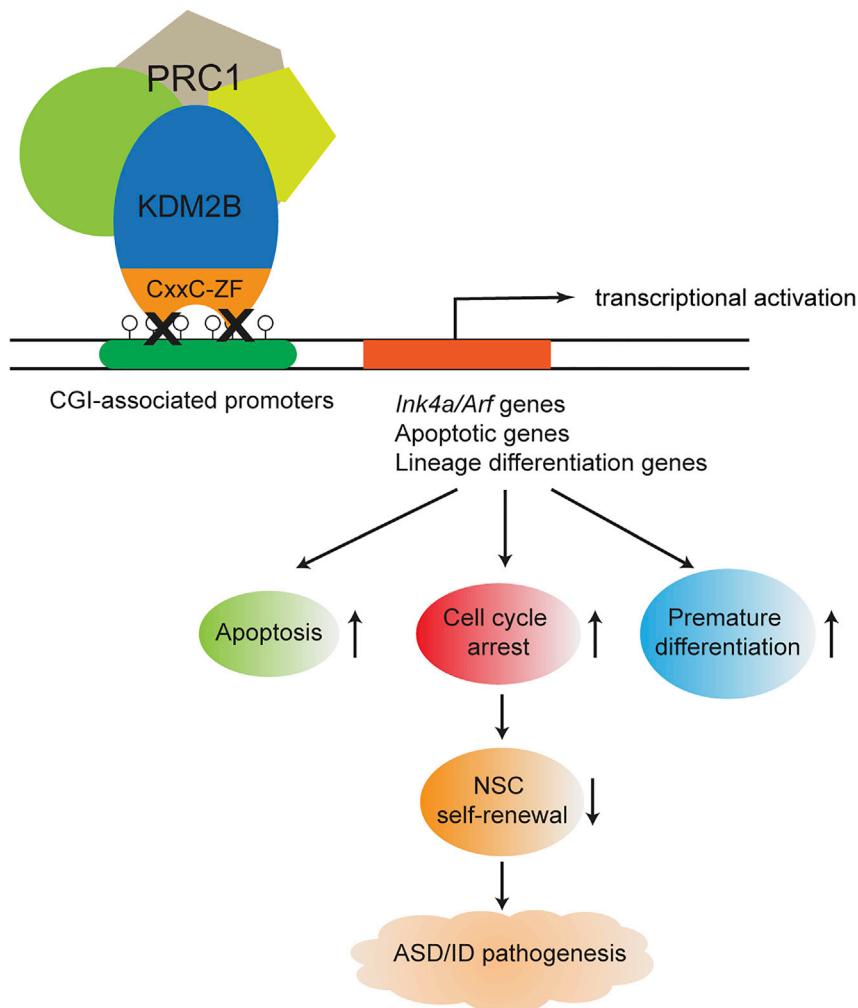 PRC1
KDM2B
CxxC-ZF
transcriptional activation
CGI-associated promoters
Ink4a/Arf genes
Apoptotic genes
Lineage differentiation genes
Apoptosis
Cell cycle
arrest
Premature
differentiation
NSC
self-renewal
ASD/ID pathogenesis